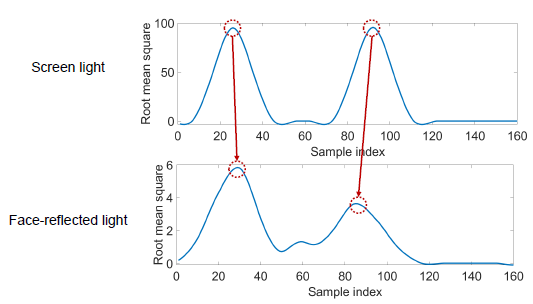 Screen light
Root mean square
100
50
0
0 20 40 60 80 100 120 140 160
Sample index
Face-reflected light
Root mean square
6
4
2
0
0 20 40 60 80 100 120 140 160
Sample index